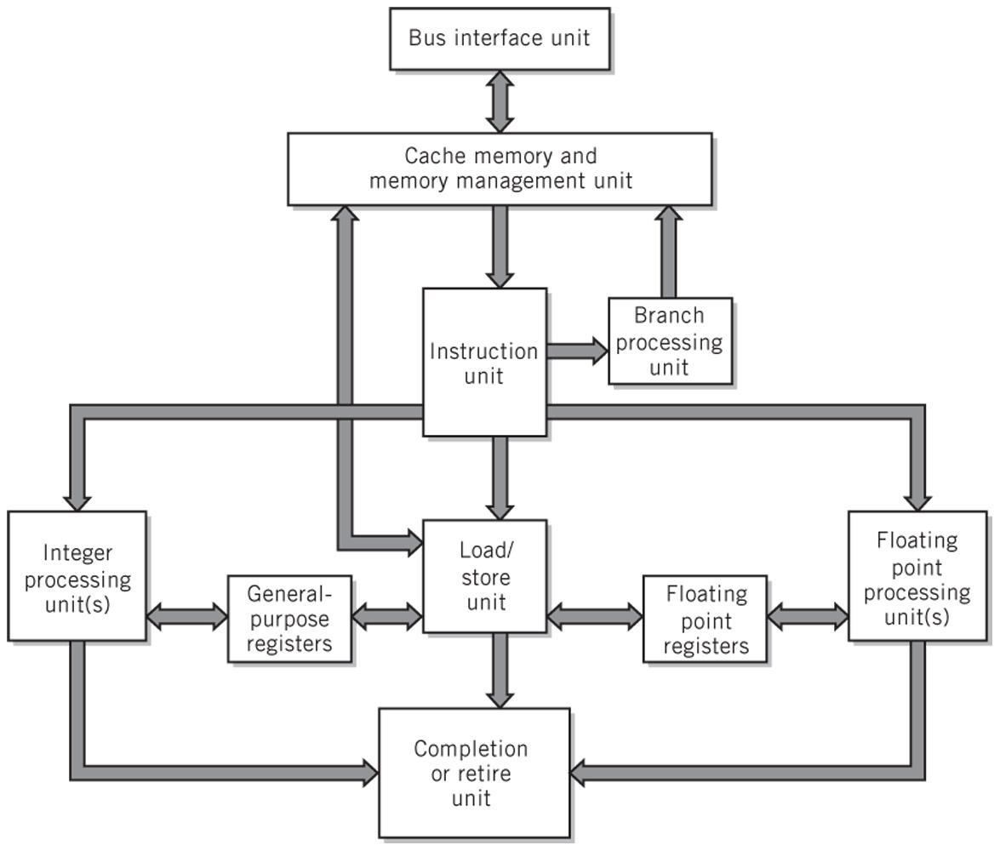 Bus interface unit
Cache memory and
memory management unit
Instruction
unit
Branch
processing
unit
Integer
processing
unit(s)
General-
purpose
registers
Load/
store
unit
Floating
point
registers
Floating
point
processing
unit(s)
Completion
or retire
unit